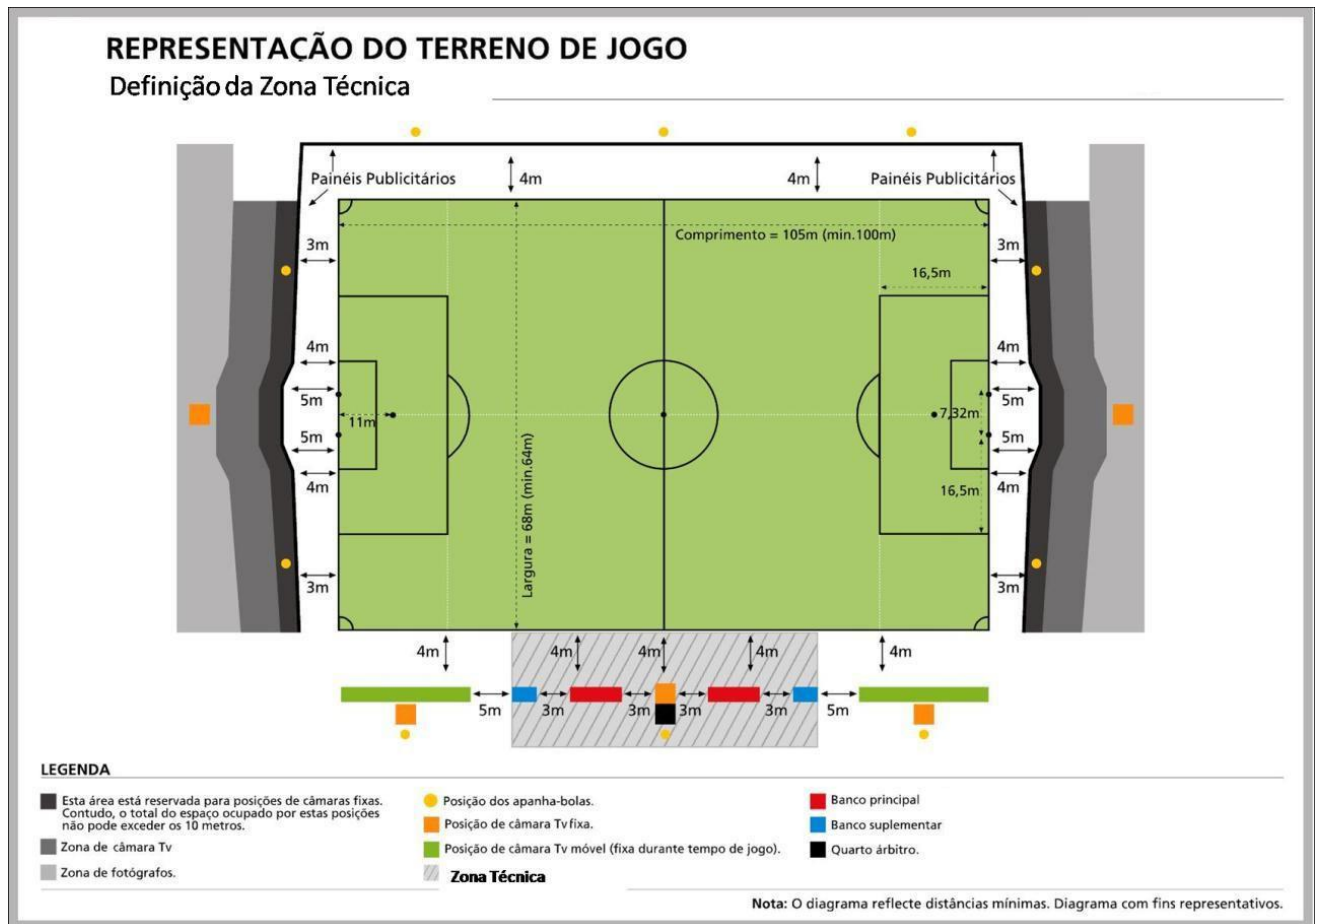 REPRESENTAÇÃO DO TERRENO DE JOGO
Definição da Zona Técnica
Painéis Publicitários
4m
4m
Painéis Publicitários
Comprimento = 105m (min.100m)
3m
3m
16,5m
4m
4m
5m
5m
11m
7,32m
5m
5m
4m
4m
16,5m
Largura = 68m (min.64m)
3m
3m
4m
4m
4m
4m
4m
5m
3m
3m
3m
3m
5m
LEGENDA
Esta área está reservada para posições de câmaras fixas.
Contudo, o total do espaço ocupado por estas posições
não pode exceder os 10 metros.
Zona de câmara Tv
Zona de fotógrafos.
Posição dos apanha-bolas.
Posição de câmara Tv fixa.
Posição de câmara Tv móvel (fixa durante tempo de jogo).
Zona Técnica
Banco principal
Banco suplementar
Quarto árbitro.
Nota: O diagrama reflecte distâncias mínimas. Diagrama com fins representativos.